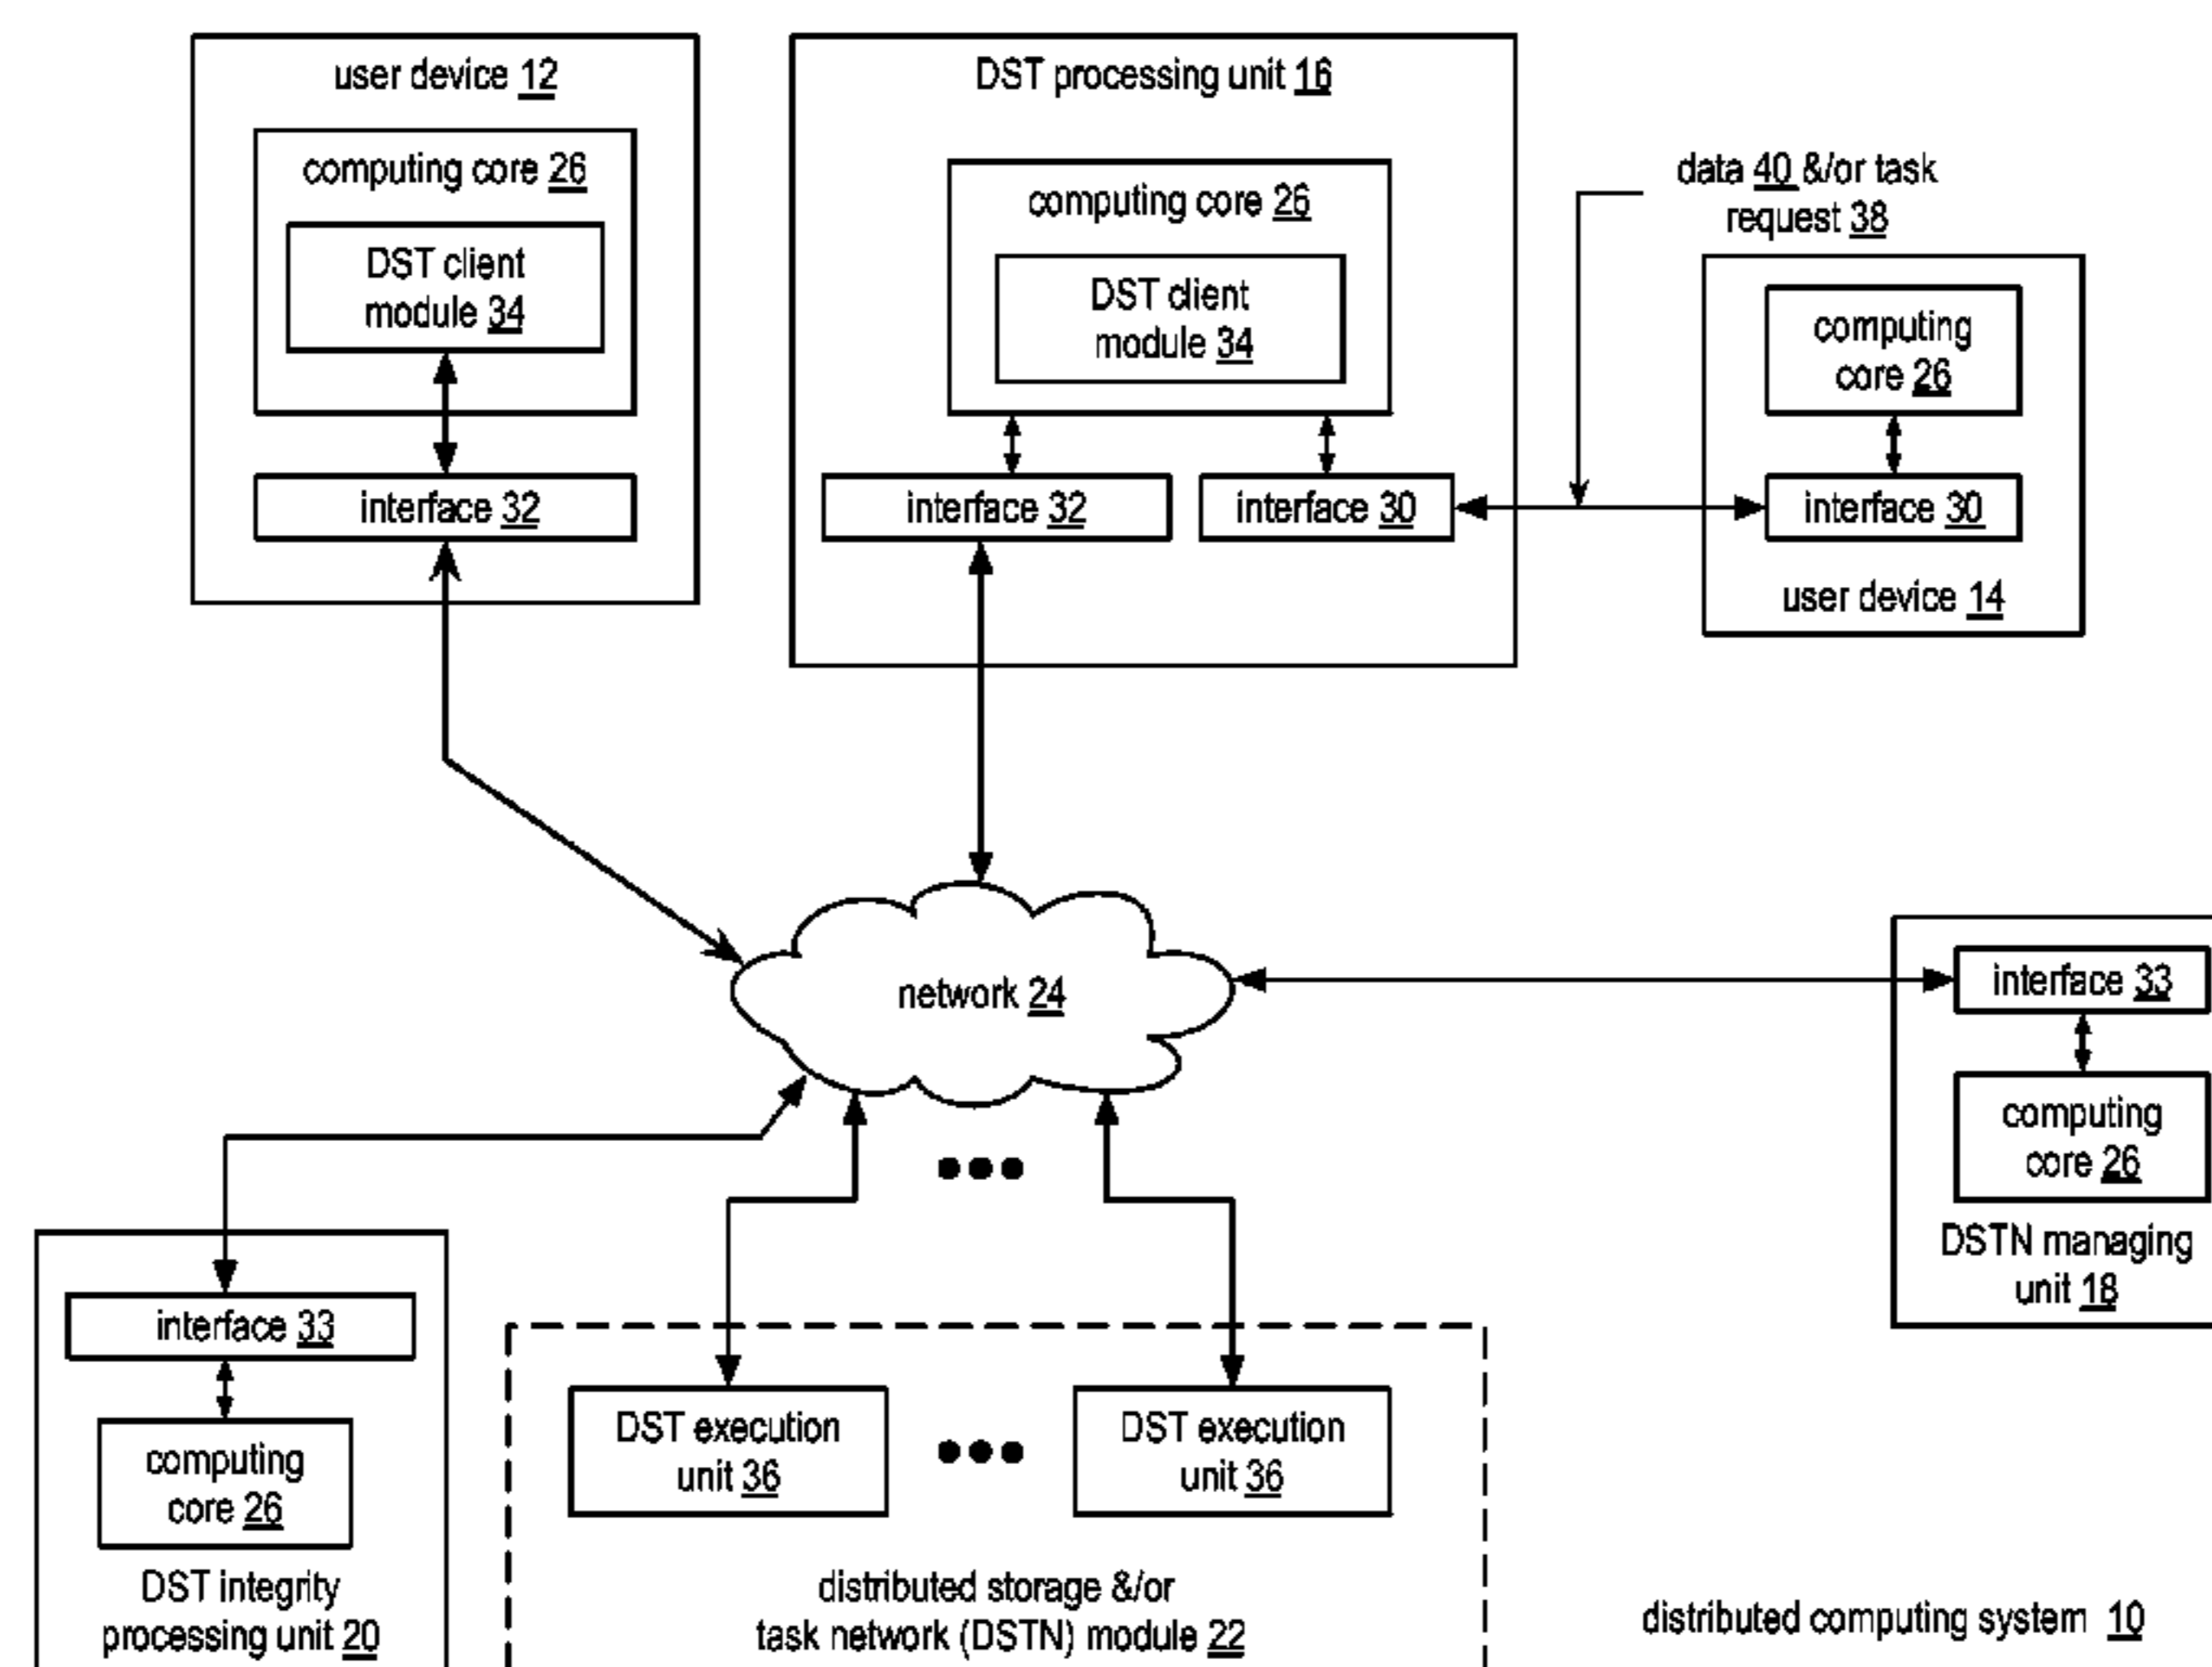 user device 12
computing core 26
DST client
module 34
interface 32
DST processing unit 16
computing core 26
DST client
module 34
interface 32
interface 30
data 40 &/or task
request 38
computing
core 26
interface 30
user device 14
network 24
interface 33
computing
core 26
DSTN managing
unit 18
interface 33
computing
core 26
DST integrity
processing unit 20
DST execution
unit 36
DST execution
unit 36
distributed storage &/or
task network (DSTN) module 22
distributed computing system 10